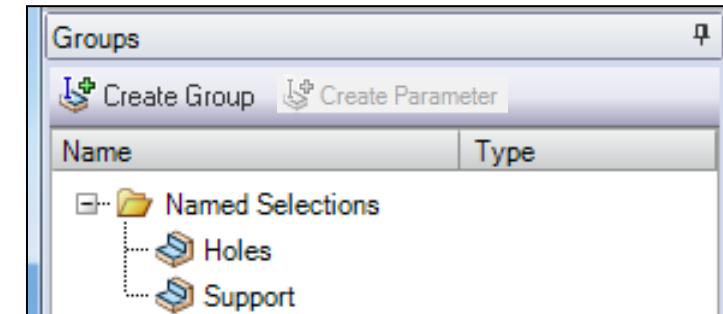 Groups
Create Group Create Parameter
Name Type
Named Selections
Holes
Support